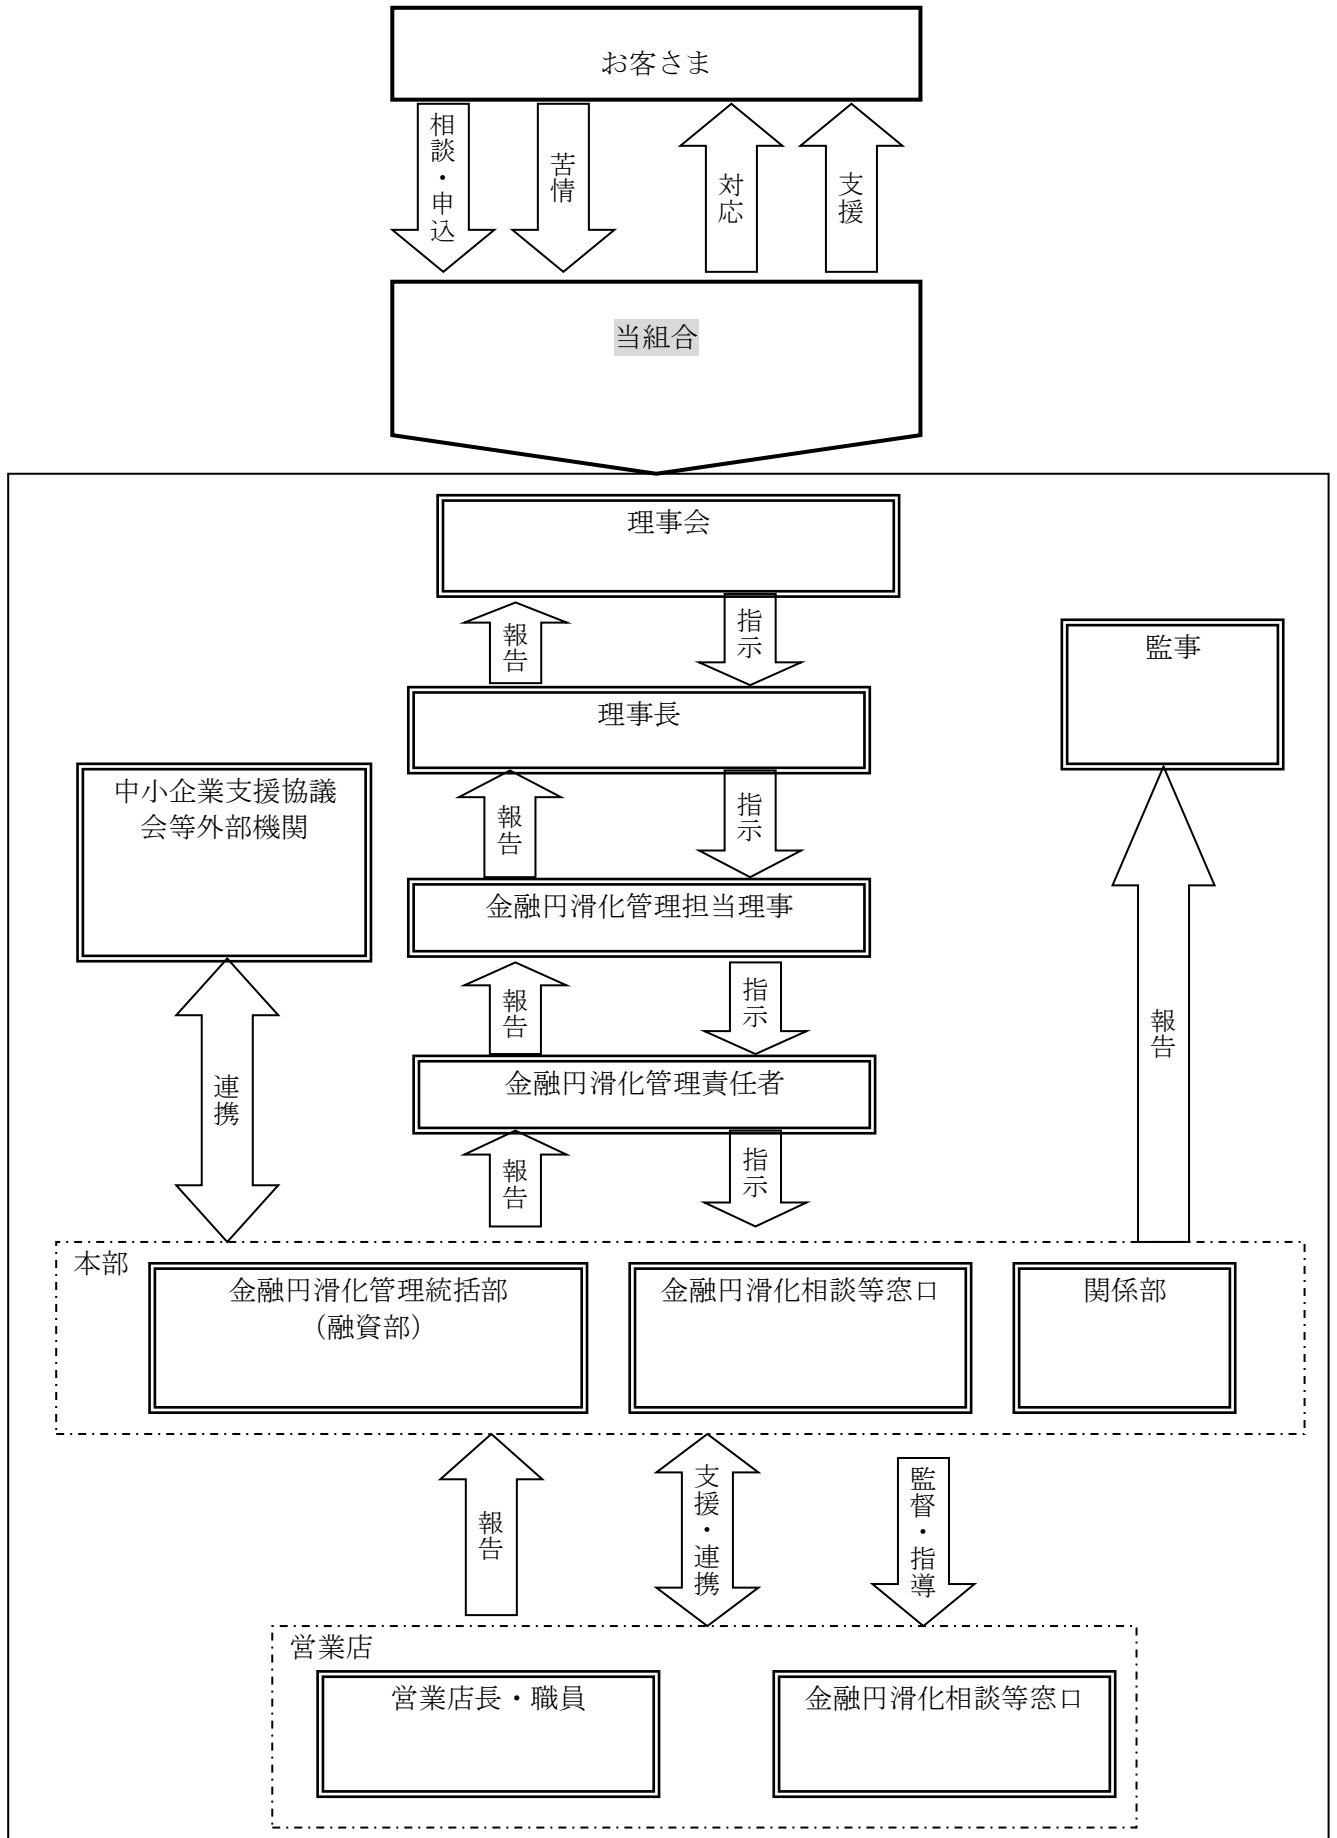 お客さま
相談・申込
苦情
対応
支援
当組合
理事会
報告
指示
監事
理事長
中小企業支援協議
会等外部機関
報告
指示
金融円滑化管理担当理事
報告
指示
報告
金融円滑化管理責任者
連携
報告
指示
本部
金融円滑化管理統括部
（融資部）
金融円滑化相談等窓口
関係部
報告
支援・連携
監督・指導
営業店
営業店長・職員
金融円滑化相談等窓口